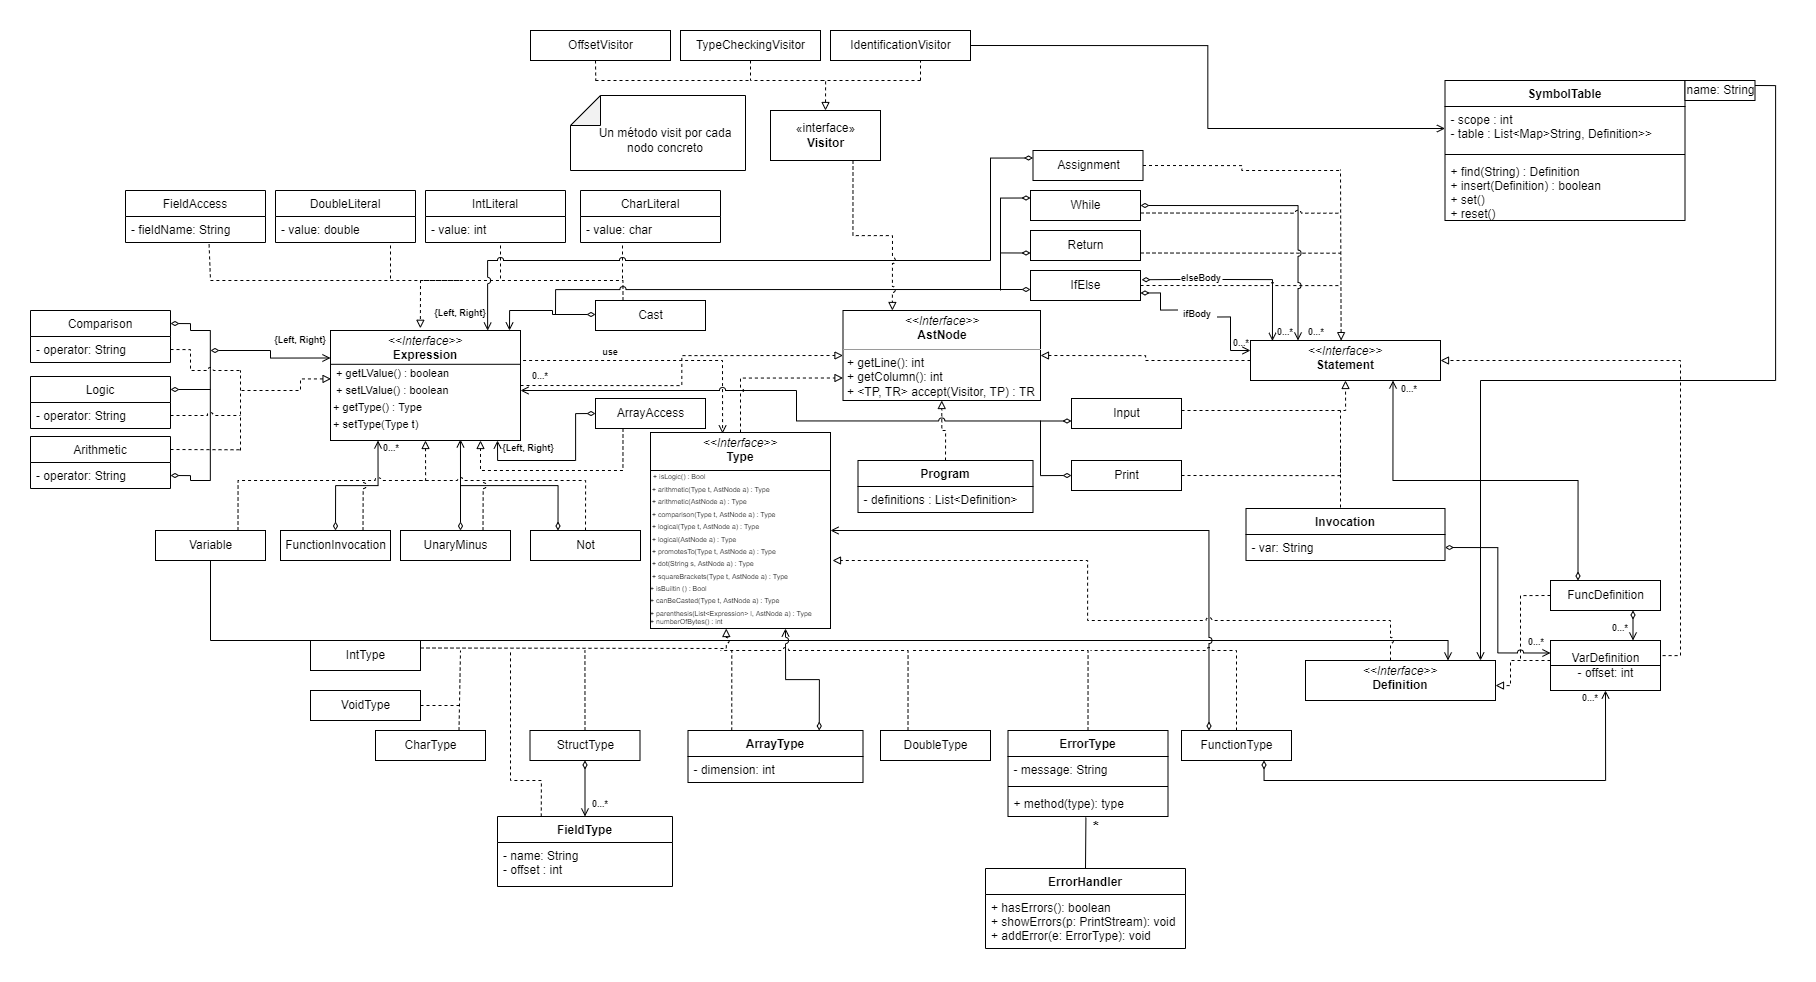 OffsetVisitor
TypeCheckingVisitor
IdentificationVisitor
Un método visit por cada
nodo concreto
«interface»
Visitor
SymbolTable
name: String
- scope : int
- table : List<Map>String, Definition>>
+ find(String) : Definition
+ insert(Definition) : boolean
+ set()
+ reset()
FieldAccess
- fieldName: String
DoubleLiteral
- value: double
IntLiteral
- value: int
CharLiteral
- value: char
Assignment
While
Return
IfElse
elseBody
ifBody
0...*
0...*
0...*
Cast
{Left, Right}
Comparison
- operator: String
Logic
- operator: String
Arithmetic
- operator: String
{Left, Right}
<<Interface>>
Expression
+ getLValue() : boolean
+ setLValue() : boolean
+ getType() : Type
+ setType(Type t)
use
0...*
<<Interface>>
AstNode
+ getLine(): int
+ getColumn(): int
+ <TP, TR> accept(Visitor, TP) : TR
<<Interface>>
Statement
0...*
ArrayAccess
{Left, Right}
0...*
Input
Print
Program
- definitions : List<Definition>
<<Interface>>
Type
+ isLogic() : Bool
+ arithmetic(Type t, AstNode a) : Type
+ arithmetic(AstNode a) : Type
+ comparison(Type t, AstNode a) : Type
+ logical(Type t, AstNode a) : Type
+ logical(AstNode a) : Type
+ promotesTo(Type t, AstNode a) : Type
+ dot(String s, AstNode a) : Type
+ squareBrackets(Type t, AstNode a) : Type
+ isBuiltin () : Bool
+ canBeCasted(Type t, AstNode a) : Type
+ parenthesis(List<Expression> l, AstNode a) : Type
+ numberOfBytes() : int
Variable
FunctionInvocation
UnaryMinus
Not
Invocation
- var: String
FuncDefinition
0...*
0...*
VarDefinition
- offset: int
0...*
<<Interface>>
Definition
IntType
VoidType
CharType
StructType
0...*
ArrayType
- dimension: int
DoubleType
ErrorType
- message: String
+ method(type): type
*
FunctionType
FieldType
- name: String
- offset : int
ErrorHandler
+ hasErrors(): boolean
+ showErrors(p: PrintStream): void
+ addError(e: ErrorType): void